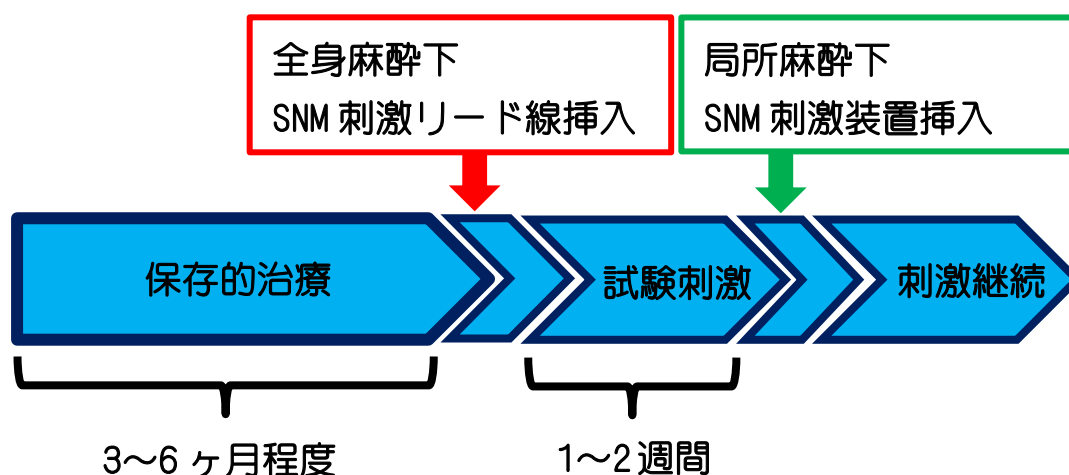 全身麻酔下
SNM 刺激リード線挿入
局所麻酔下
SNM 刺激装置挿入
保存的治療
試験刺激
刺激継続
3～6 ヶ月程度
1～2 週間